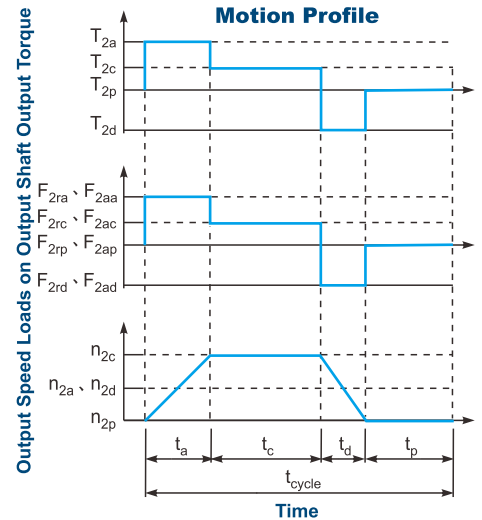 Motion Profile
Output Speed Loads on Output Shaft Output Torque
T2a
T2c
T2p
T2d
F2ra、F2aa
F2rc、F2ac
F2rp、F2ap
F2rd、F2ad
n2c
n2a、n2d
n2p
ta
tc
td
tp
tcycle
Time